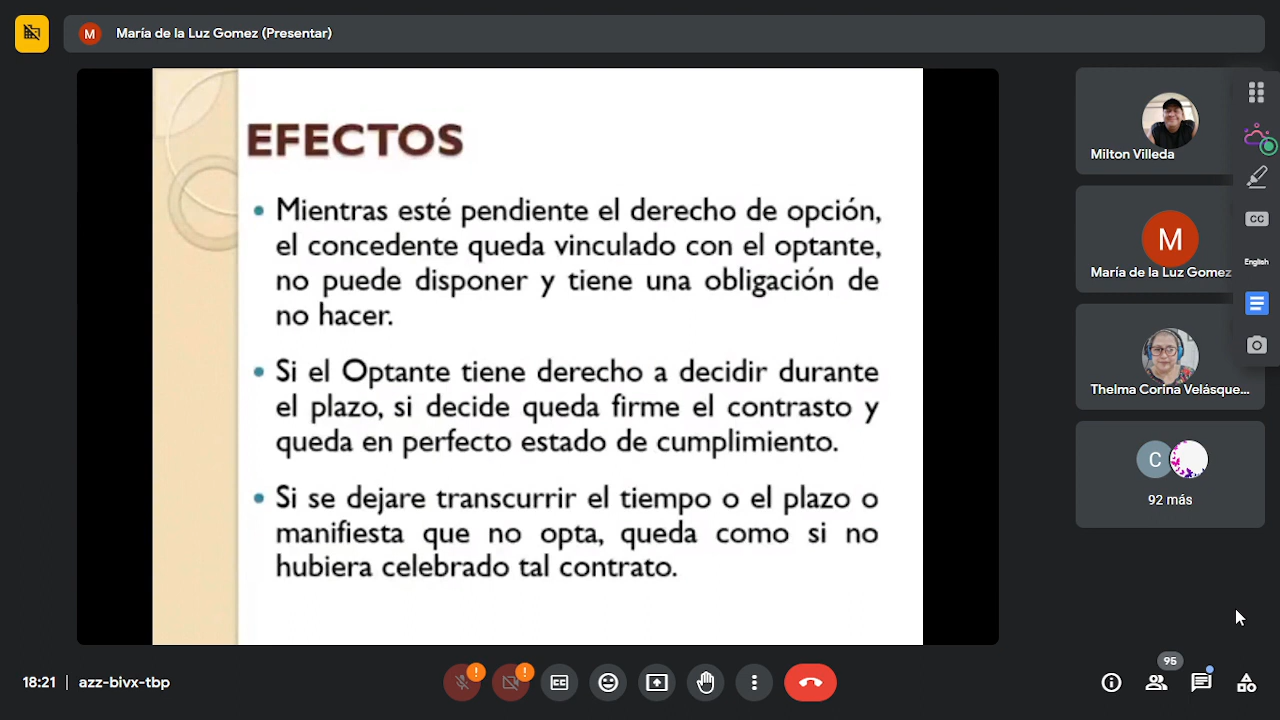 M María de la Luz Gomez (Presentar)
EFECTOS
• Mientras esté pendiente el derecho de opción,
el concedente queda vinculado con el optante,
no puede disponer y tiene una obligación de
no hacer.
• Si el Optante tiene derecho a decidir durante
el plazo, si decide queda firme el contrasto y
queda en perfecto estado de cumplimiento.
• Si se dejare transcurrir el tiempo o el plazo o
manifiesta que no opta, queda como si no
hubiera celebrado tal contrato.
Milton Villeda
M
María de la Luz Gomez
Thelma Corina Velásque...
C
92 más
CC
English
18:21 | azz-bivx-tbp
95